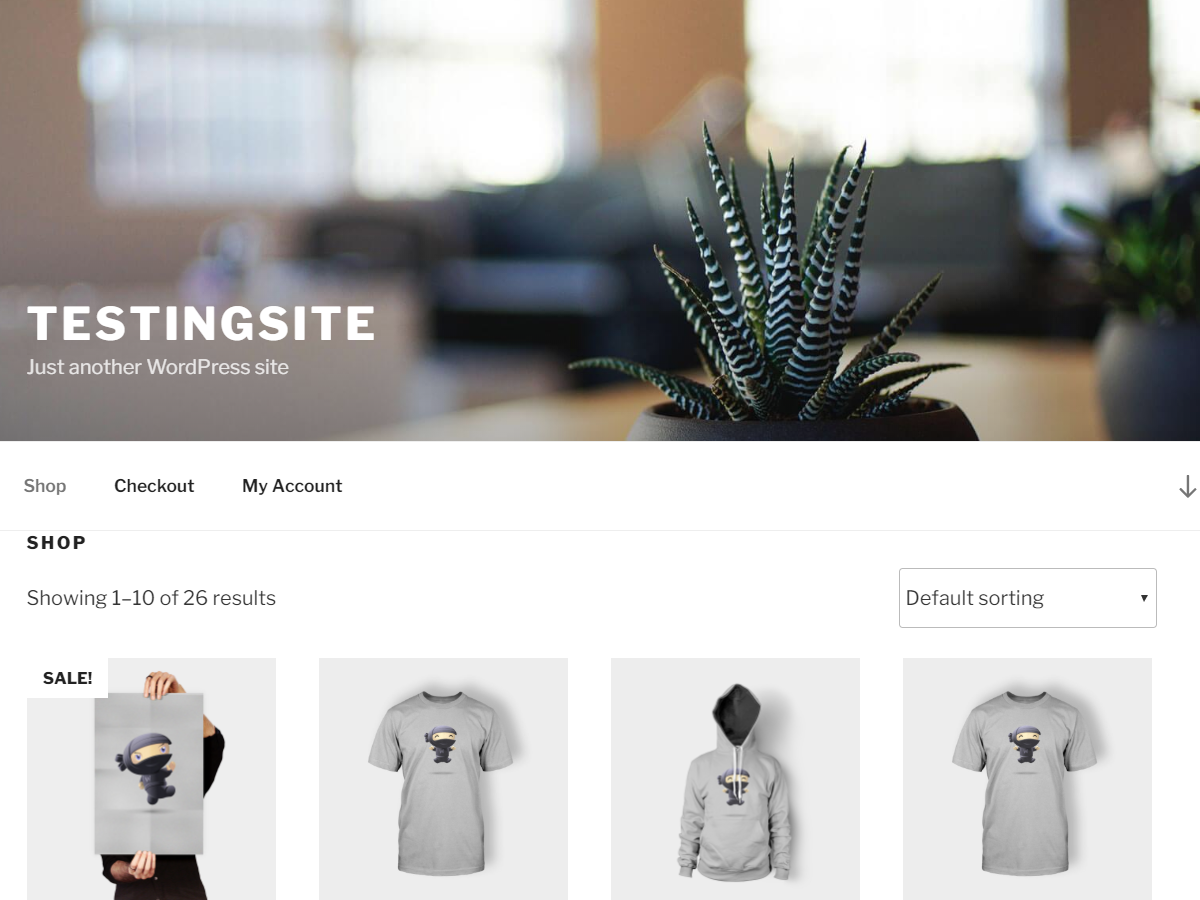 TESTINGSITE
Just another WordPress site
Shop Checkout My Account
SHOP
Showing 1–10 of 26 results
Default sorting
SALE!